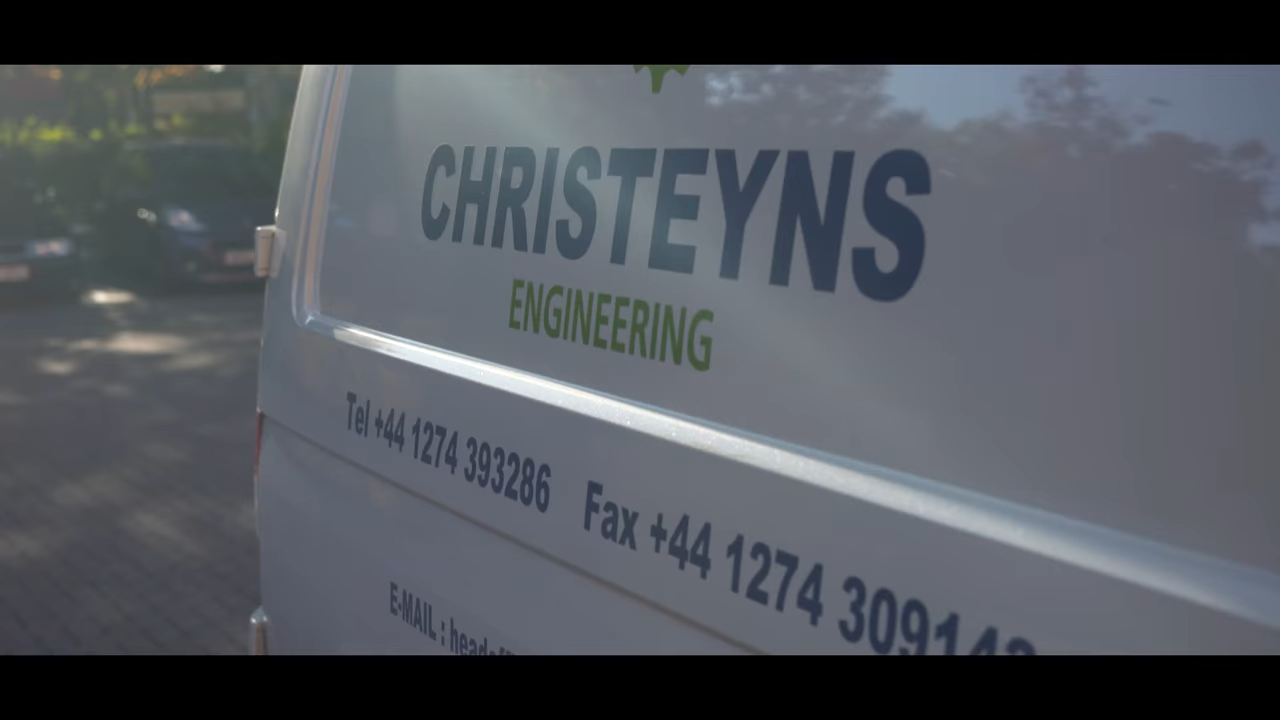 CHRISTEYNS
ENGINEERING
Tel +44 1274 393286 Fax +44 1274
E-MAIL :